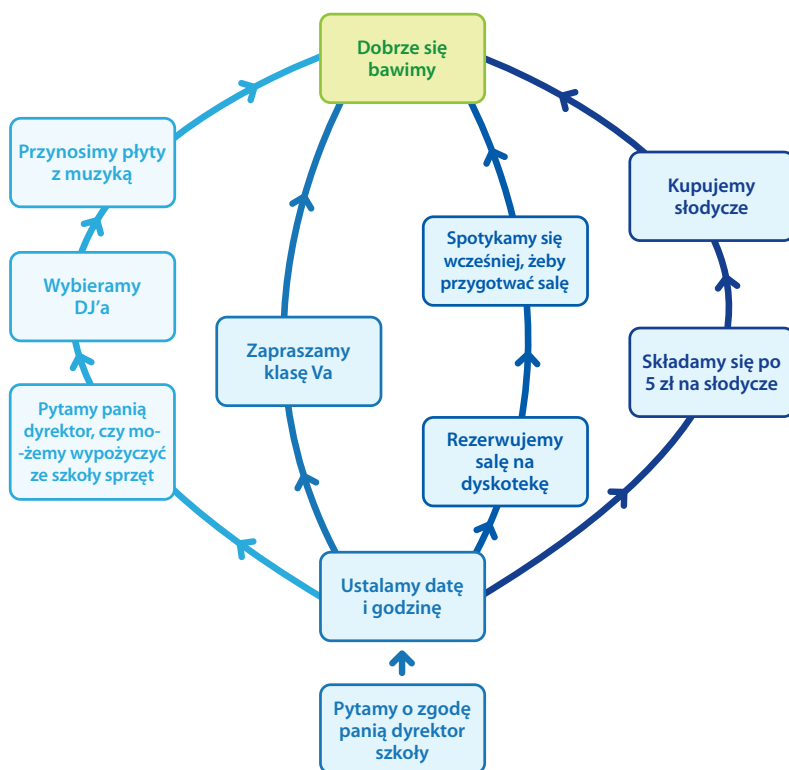 Dobrze się
bawimy
Przynosimy płyty
z muzyką
Kupujemy
słodycze
Spotykamy się
wcześniej, żeby
przygotwać salę
Wybieramy
DJ’a
Zapraszamy
klasę Va
Składamy się po
5 zł na słodycze
Pytamy panią
dyrektor, czy mo-
-żemy wypożyczyć
ze szkoły sprzęt
Rezerwujemy
salę na
dyskotekę
Ustalamy datę
i godzinę
Pytamy o zgodę
panią dyrektor
szkoły